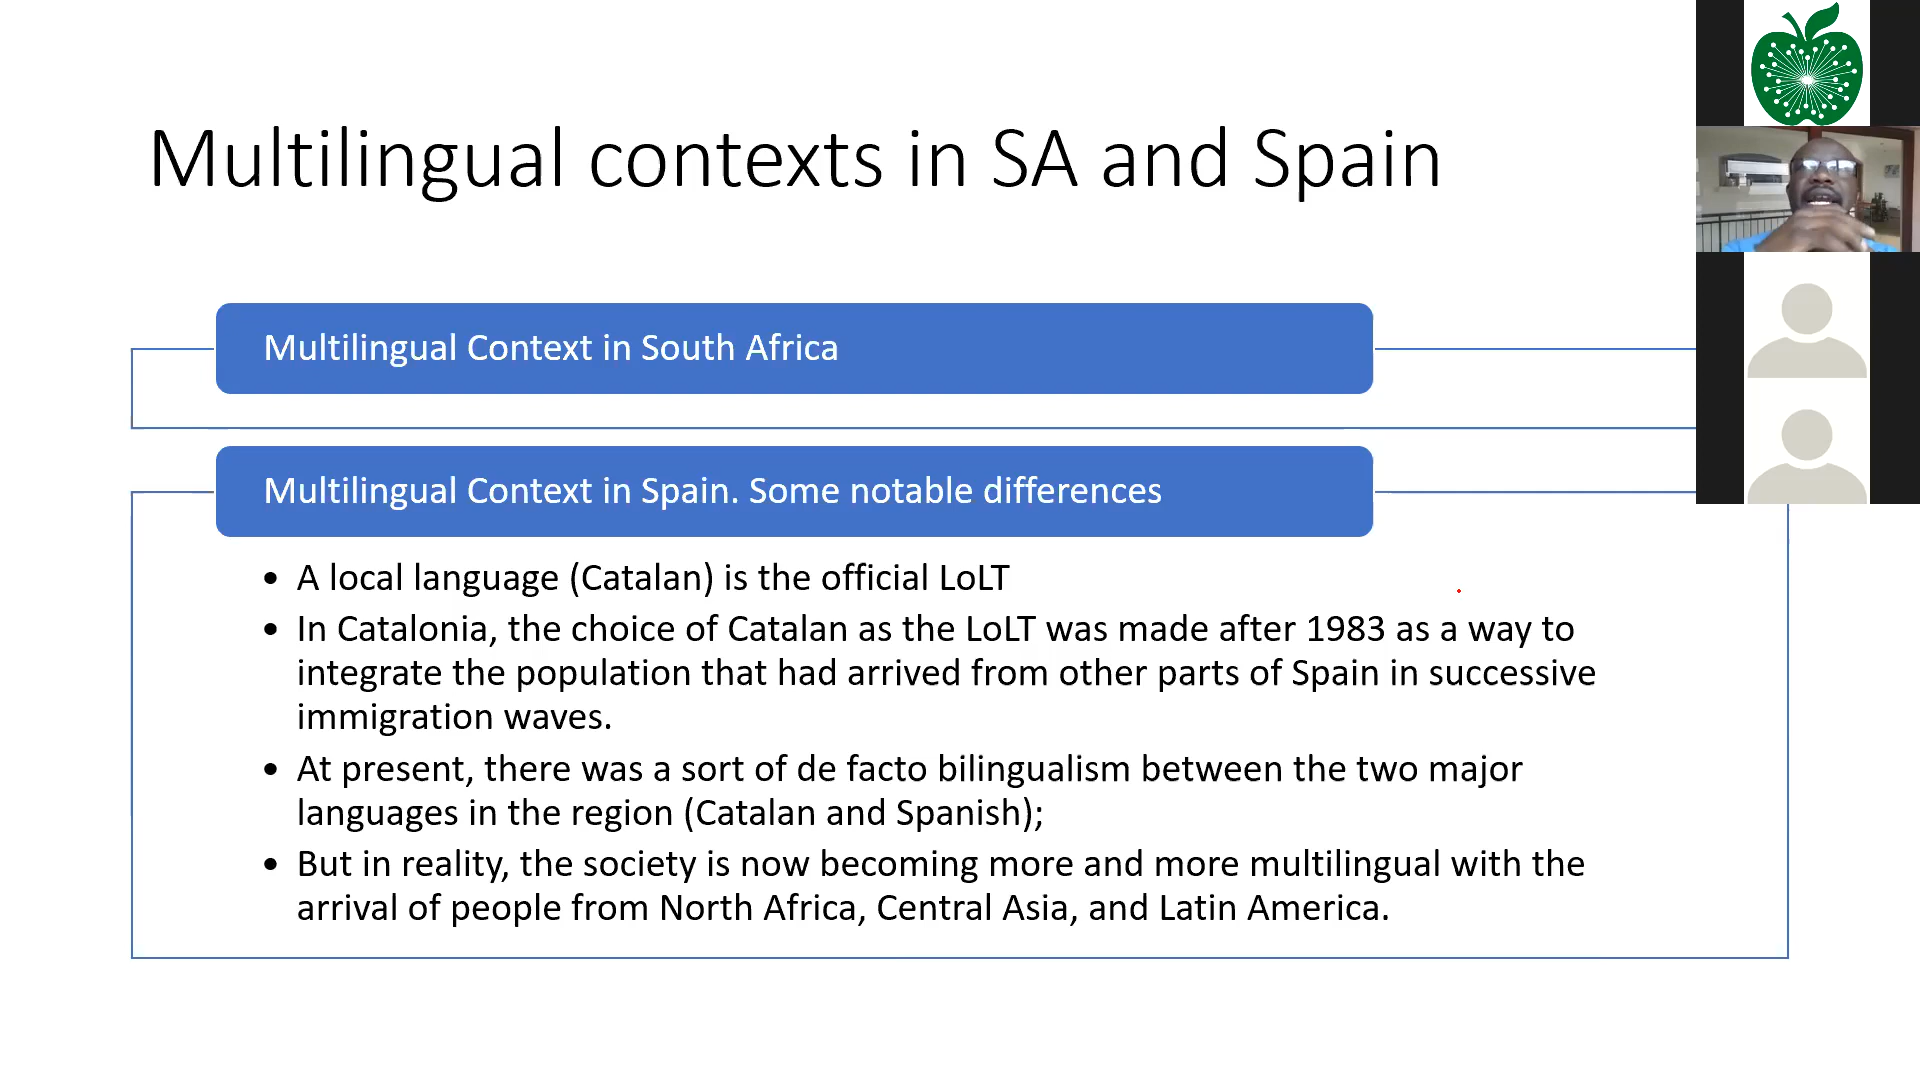 Multilingual contexts in SA and Spain
Multilingual Context in South Africa
Multilingual Context in Spain. Some notable differences
• A local language (Catalan) is the official LoLT
• In Catalonia, the choice of Catalan as the LoLT was made after 1983 as a way to
integrate the population that had arrived from other parts of Spain in successive
immigration waves.
• At present, there was a sort of de facto bilingualism between the two major
languages in the region (Catalan and Spanish);
• But in reality, the society is now becoming more and more multilingual with the
arrival of people from North Africa, Central Asia, and Latin America.